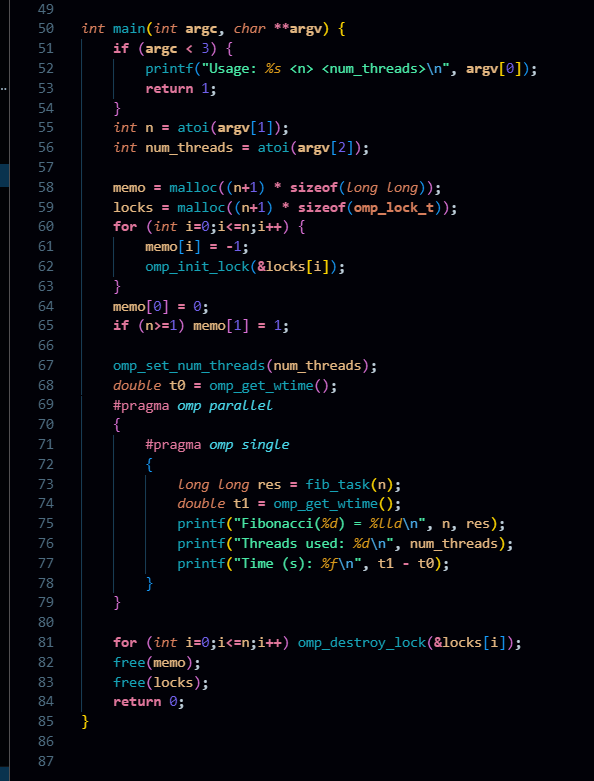 49
50 int main(int argc, char **argv) {
51     if (argc < 3) {
52         printf("Usage: %s <n> <num_threads>\n", argv[0]);
53         return 1;
54     }
55     int n = atoi(argv[1]);
56     int num_threads = atoi(argv[2]);
57
58     memo = malloc((n+1) * sizeof(long long));
59     locks = malloc((n+1) * sizeof(omp_lock_t));
60     for (int i=0;i<=n;i++) {
61         memo[i] = -1;
62         omp_init_lock(&locks[i]);
63     }
64     memo[0] = 0;
65     if (n>=1) memo[1] = 1;
66
67     omp_set_num_threads(num_threads);
68     double t0 = omp_get_wtime();
69     #pragma omp parallel
70     {
71         #pragma omp single
72         {
73             long long res = fib_task(n);
74             double t1 = omp_get_wtime();
75             printf("Fibonacci(%d) = %lld\n", n, res);
76             printf("Threads used: %d\n", num_threads);
77             printf("Time (s): %f\n", t1 - t0);
78         }
79     }
80
81     for (int i=0;i<=n;i++) omp_destroy_lock(&locks[i]);
82     free(memo);
83     free(locks);
84     return 0;
85 }
86
87